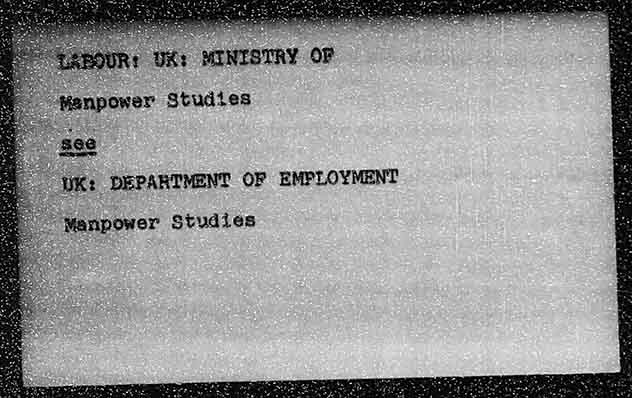 LABOUR: UK: MINISTRY OF
Manpower Studies
see
UK: DEPARTMENT OF EMPLOYMENT
Manpower Studies